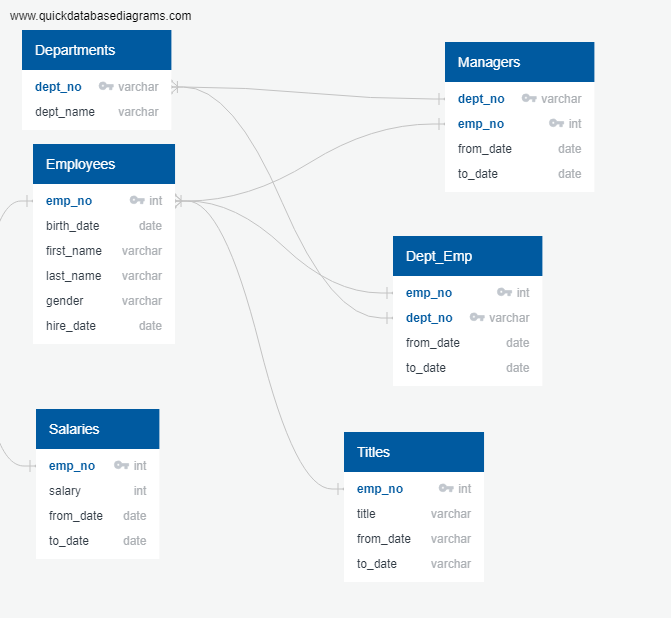 www.quickdatabasediagrams.com
Departments
dept_no varchar
dept_name varchar
Employees
emp_no int
birth_date date
first_name varchar
last_name varchar
gender varchar
hire_date date
Salaries
emp_no int
salary int
from_date date
to_date date
Managers
dept_no varchar
emp_no int
from_date date
to_date date
Dept_Emp
emp_no int
dept_no varchar
from_date date
to_date date
Titles
emp_no int
title varchar
from_date varchar
to_date varchar